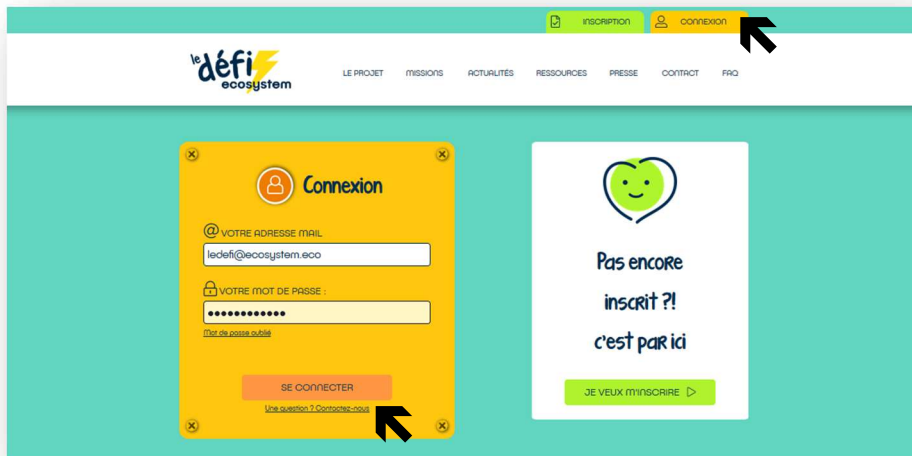 INSCRIPTION
CONNEXION
le défi
ecosystem
LE PROJET MISSIONS ACTUALITÉS RESSOURCES PRESSE CONTACT FAQ
Connexion
@ VOTRE ADRESSE MAIL
ledefi@ecosystem.eco
VOTRE MOT DE PASSE :
••••••••••••
Mot de passe oublié
SE CONNECTER
Une question ? Contactez-nous
Pas encore
inscrit ?!
c'est par ici
JE VEUX M'INSCRIRE